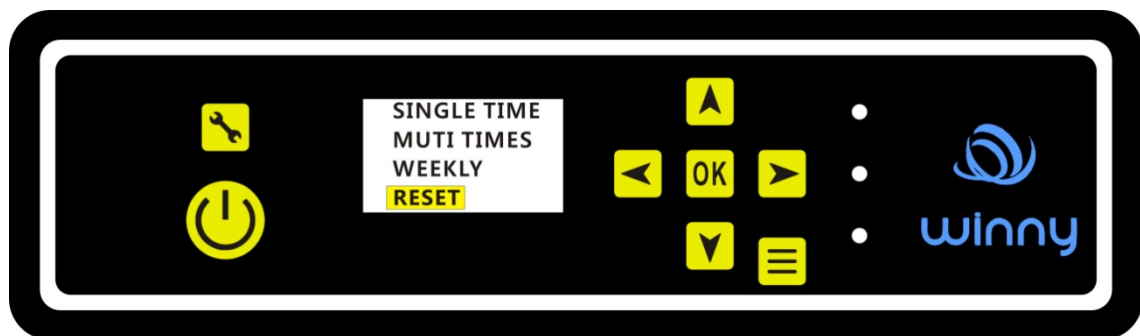 SINGLE TIME
MUTI TIMES
WEEKLY
RESET
OK
winny